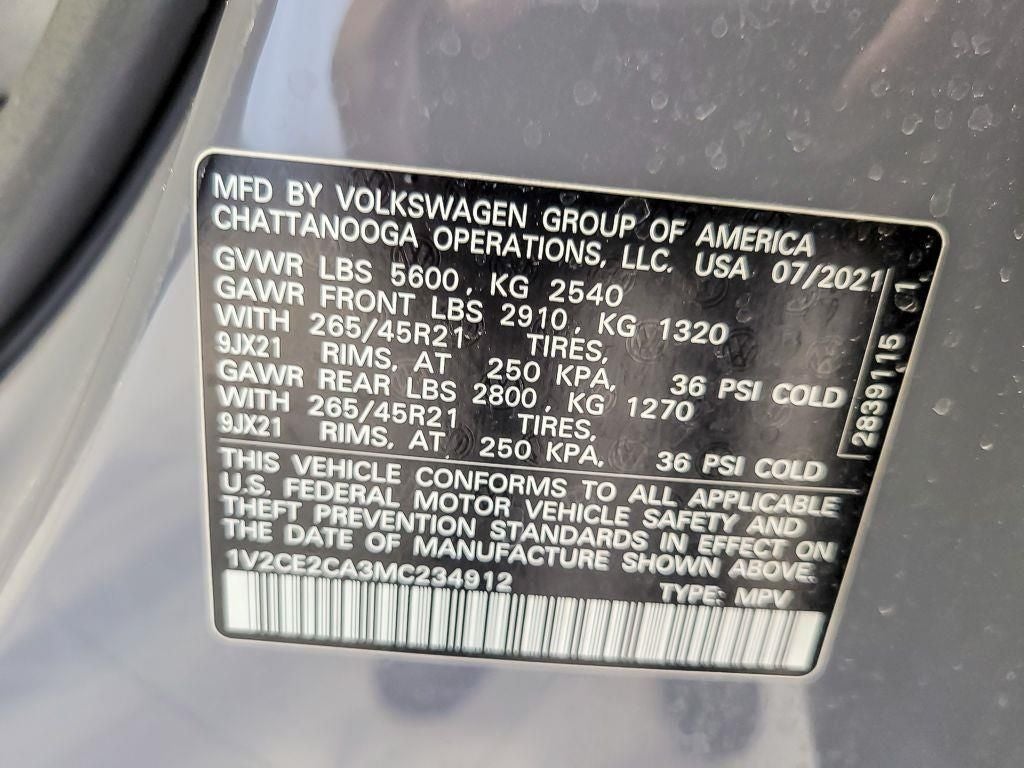 MFD BY VOLKSWAGEN GROUP OF AMERICA
CHATTANOOGA OPERATIONS, LLC. USA 07/2021
GVWR LBS 5600, KG 2540
GAWR FRONT LBS 2910, KG 1320
WITH 265/45R21 TIRES,
9JX21 RIMS, AT 250 KPA, 36 PSI COLD
GAWR REAR LBS 2800, KG 1270
WITH 265/45R21 TIRES,
9JX21 RIMS, AT 250 KPA, 36 PSI COLD
THIS VEHICLE CONFORMS TO ALL APPLICABLE
U.S. FEDERAL MOTOR VEHICLE SAFETY AND
THEFT PREVENTION STANDARDS IN EFFECT ON
THE DATE OF MANUFACTURE SHOWN ABOVE.
1V2CE2CA3MC234912 TYPE: MPV
2839115 C1